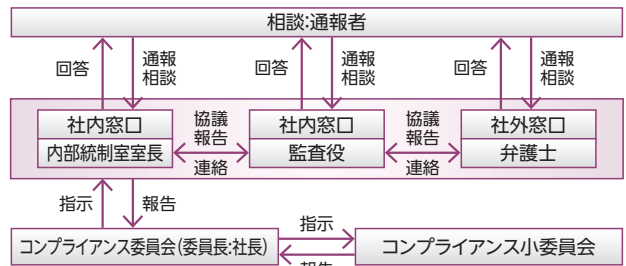 相談:通報者
回答
通報
相談
回答
通報
相談
回答
通報
相談
社内窓口
内部統制室室長
協議
報告
連絡
社内窓口
監査役
協議
報告
連絡
社外窓口
弁護士
指示
報告
コンプライアンス委員会(委員長:社長)
指示
報告
コンプライアンス小委員会